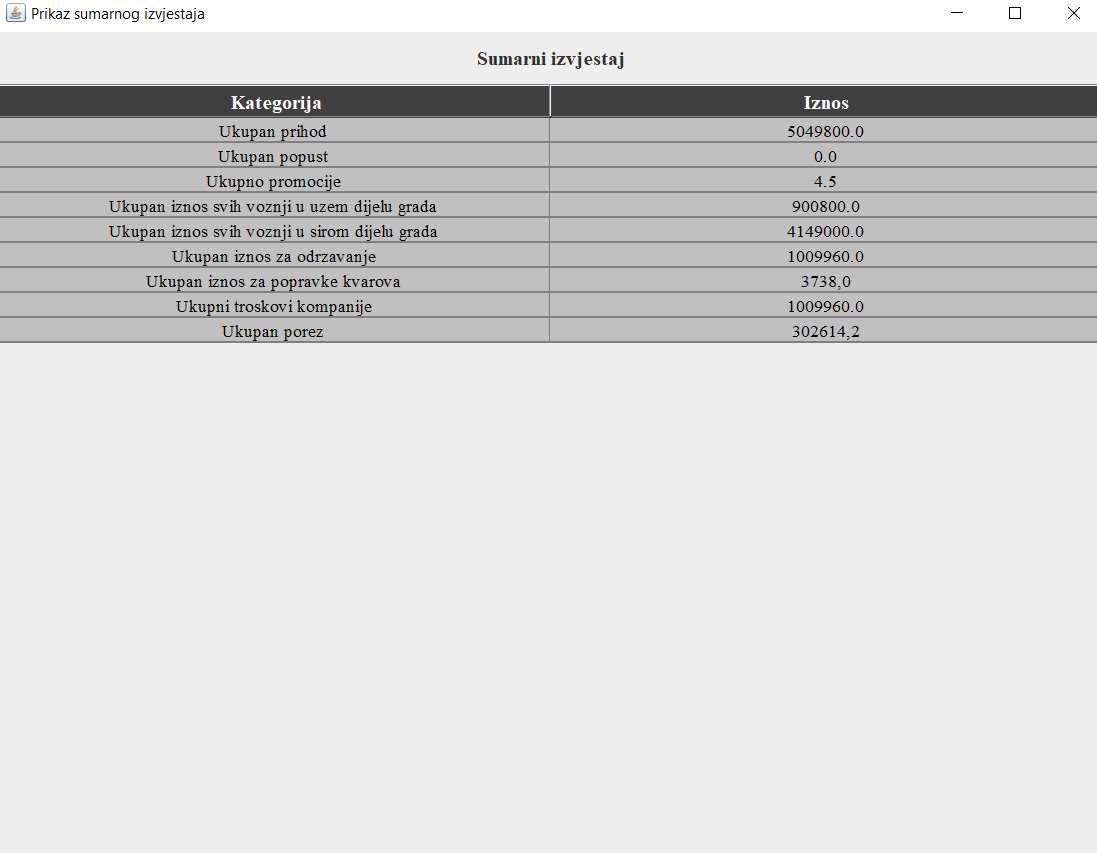 Prikaz sumarnog izvjestaja
Sumarni izvjestaj
Kategorija Iznos
Ukupan prihod 5049800.0
Ukupan popust 0.0
Ukupno promocije 4.5
Ukupan iznos svih voznji u uzem dijelu grada 900800.0
Ukupan iznos svih voznji u sirom dijelu grada 4149000.0
Ukupan iznos za odrzavanje 1009960.0
Ukupan iznos za popravke kvarova 3738,0
Ukupni troskovi kompanije 1009960.0
Ukupan porez 302614,2